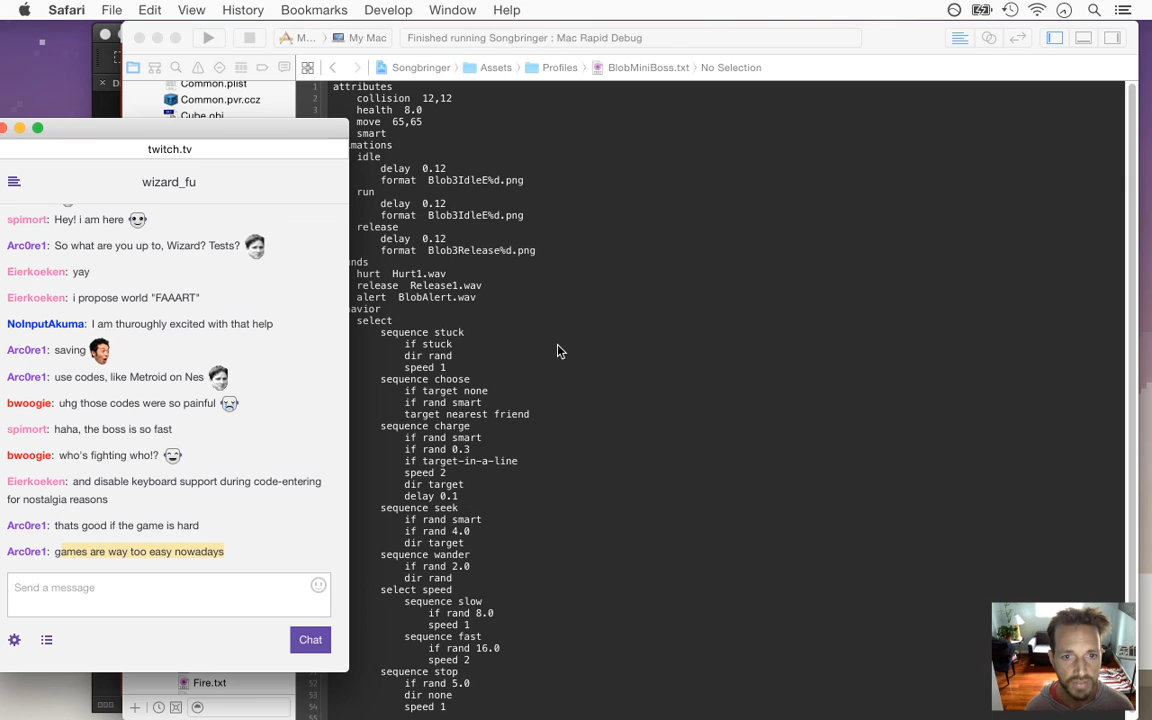 Safari File Edit View History Bookmarks Develop Window Help
M... My Mac Finished running Songbringer : Mac Rapid Debug
Songbringer Assets Profiles BlobMiniBoss.txt No Selection
Common.plist
Common.pvr.ccz
Cube.obj
twitch.tv
wizard_fu
spimort: Hey! i am here
Arc0re1: So what are you up to, Wizard? Tests?
Eierkoeken: yay
Eierkoeken: i propose world "FAAART"
NoInputAkuma: I am thuroughly excited with that help
Arc0re1: saving
Arc0re1: use codes, like Metroid on Nes
bwoogie: uhg those codes were so painful
spimort: haha, the boss is so fast
bwoogie: who's fighting who!?
Eierkoeken: and disable keyboard support during code-entering
for nostalgia reasons
Arc0re1: thats good if the game is hard
Arc0re1: games are way too easy nowadays
Send a message
Chat
Fire.txt
1 attributes
2 collision 12,12
3 health 8.0
move 65,65
smart
mations
idle
delay 0.12
format Blob3IdleE%d.png
run
delay 0.12
format Blob3IdleE%d.png
release
delay 0.12
format Blob3Release%d.png
nds
hurt Hurt1.wav
release Release1.wav
alert BlobAlert.wav
avior
select
sequence stuck
if stuck
dir rand
speed 1
sequence choose
if target none
if rand smart
target nearest friend
sequence charge
if rand smart
if rand 0.3
if target-in-a-line
speed 2
dir target
delay 0.1
sequence seek
if rand smart
if rand 4.0
dir target
sequence wander
if rand 2.0
dir rand
select speed
sequence slow
if rand 8.0
speed 1
sequence fast
if rand 16.0
speed 2
sequence stop
52 if rand 5.0
53 dir none
54 speed 1